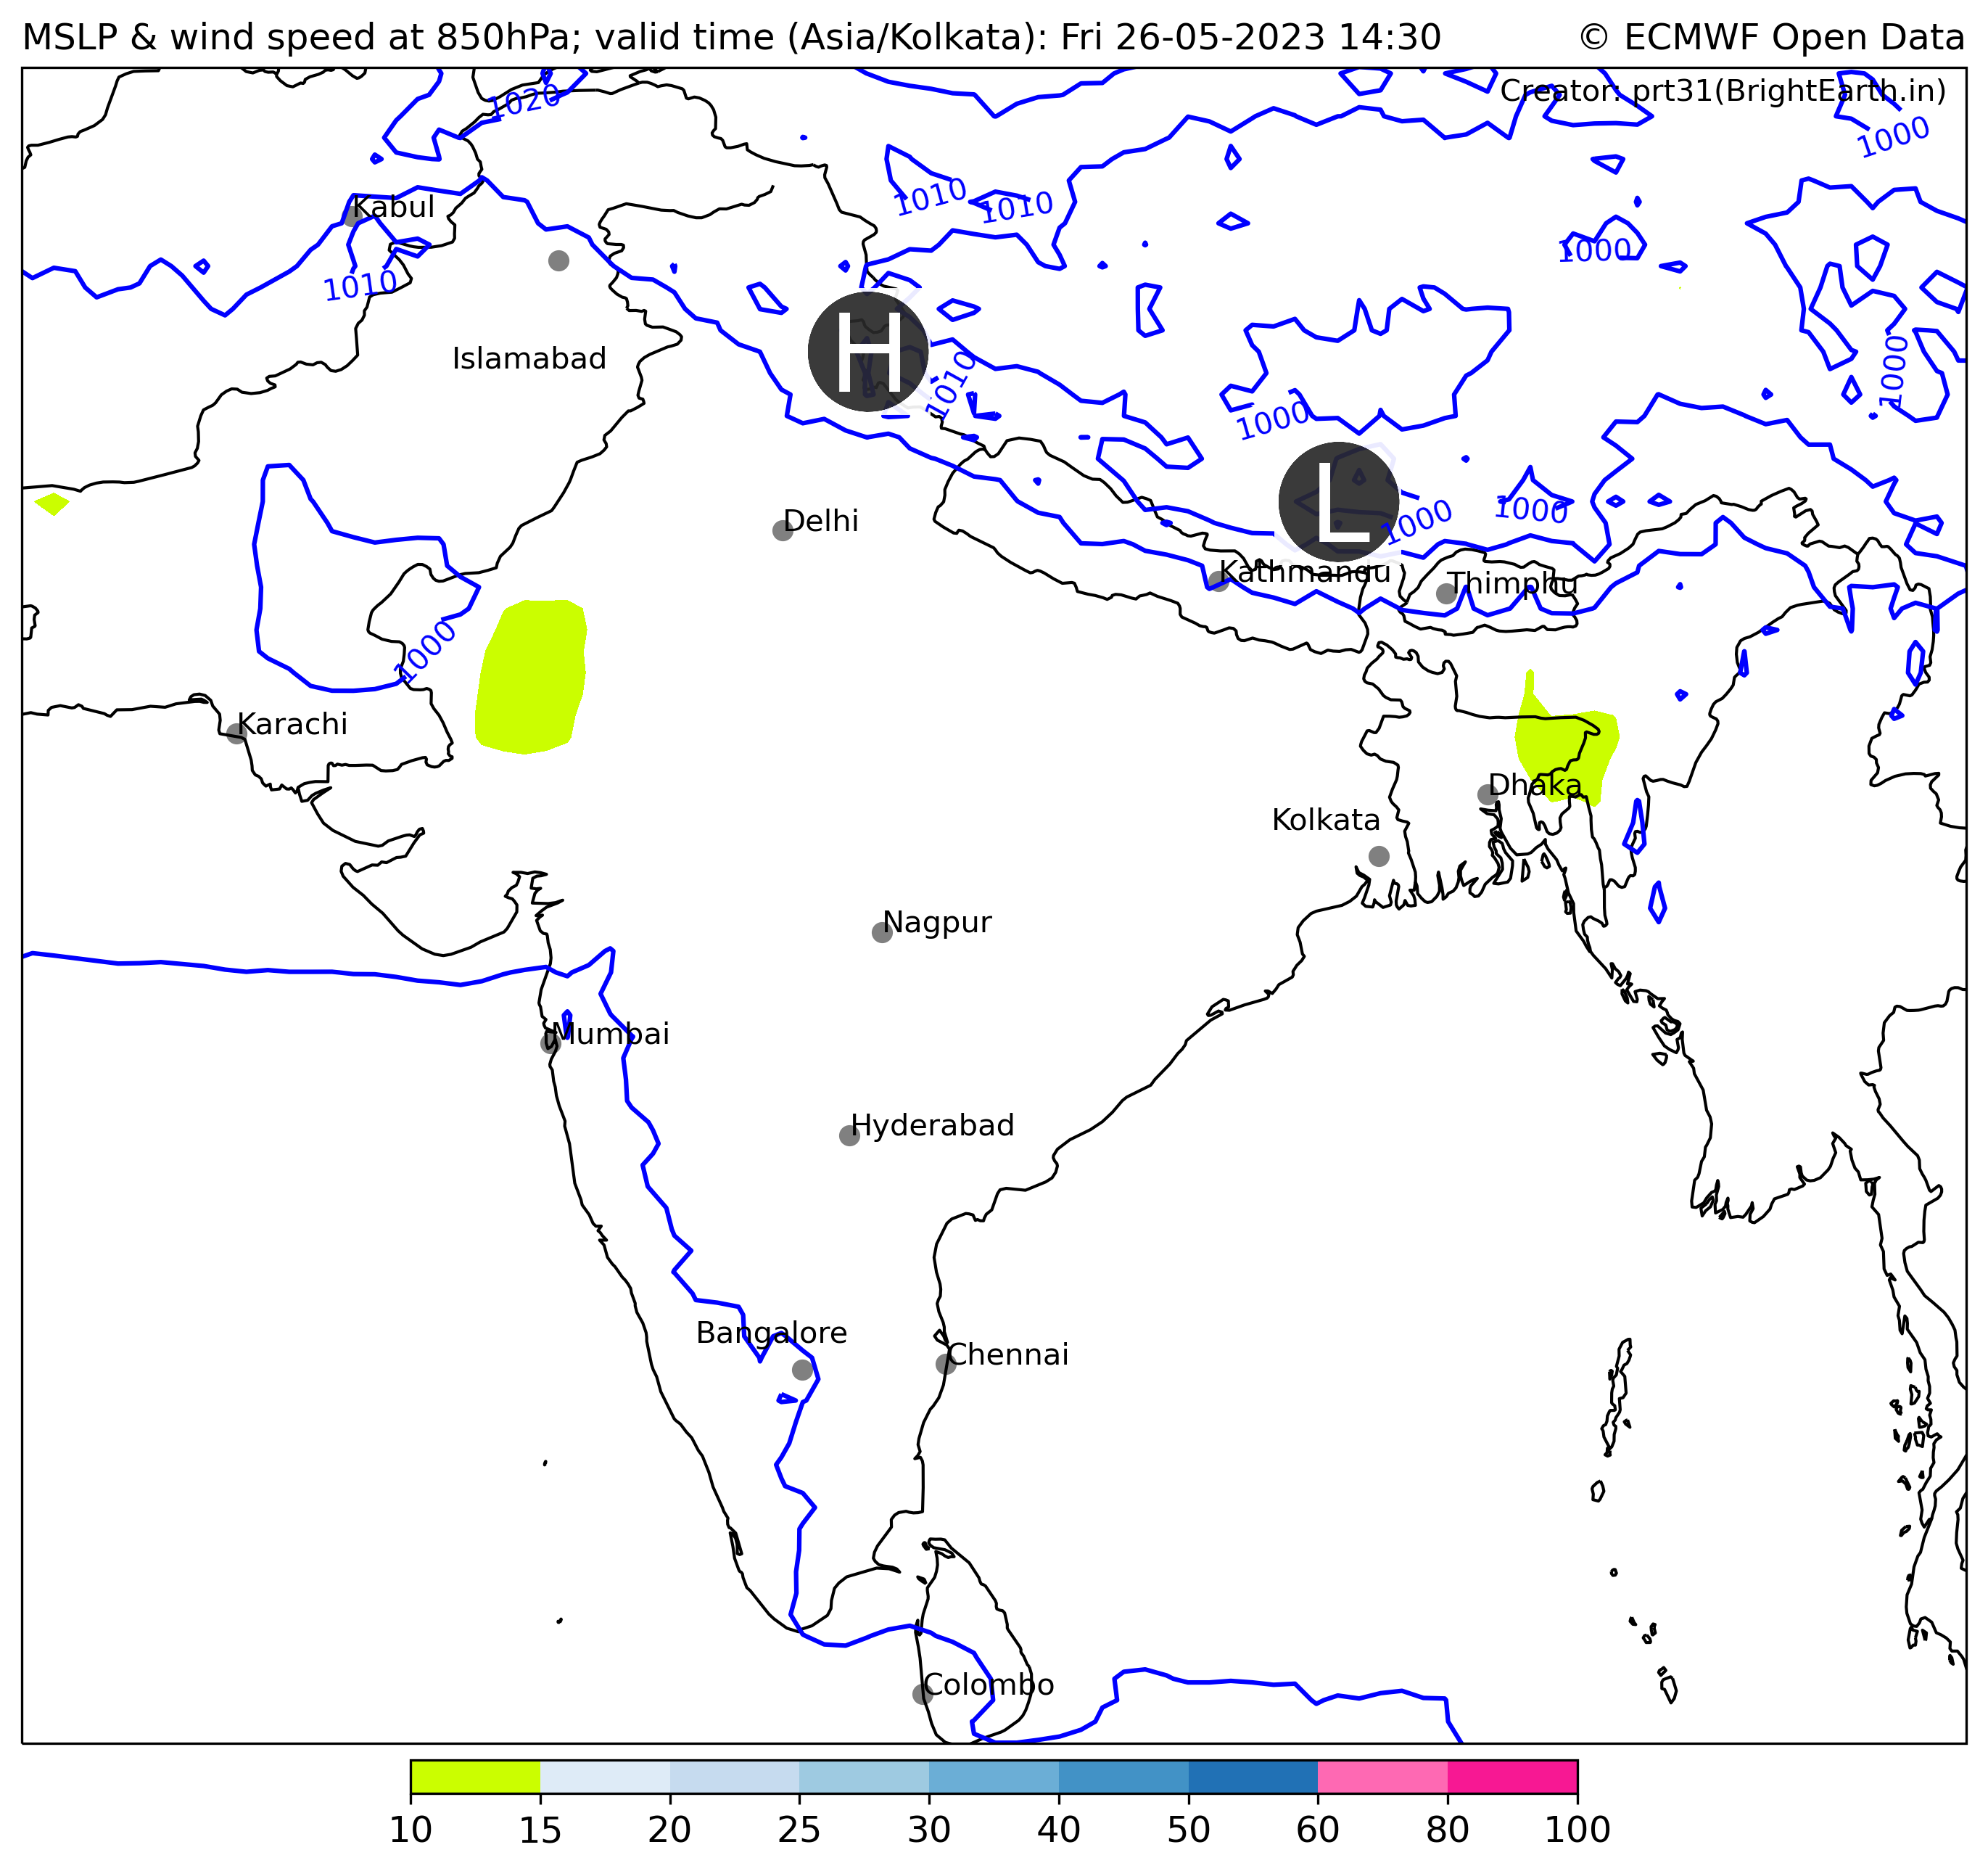 MSLP & wind speed at 850hPa; valid time (Asia/Kolkata): Fri 26-05-2023 14:30
© ECMWF Open Data
Creator: prt31(BrightEarth.in)
1020
1000
1010
1010
Kabul
1000
1010
H
Islamabad
1010
1000
1000
L
1000
1000
Delhi
Kathmandu
Thimphu
1000
Karachi
Dhaka
Kolkata
Nagpur
Mumbai
Hyderabad
Bangalore
Chennai
Colombo
10 15 20 25 30 40 50 60 80 100